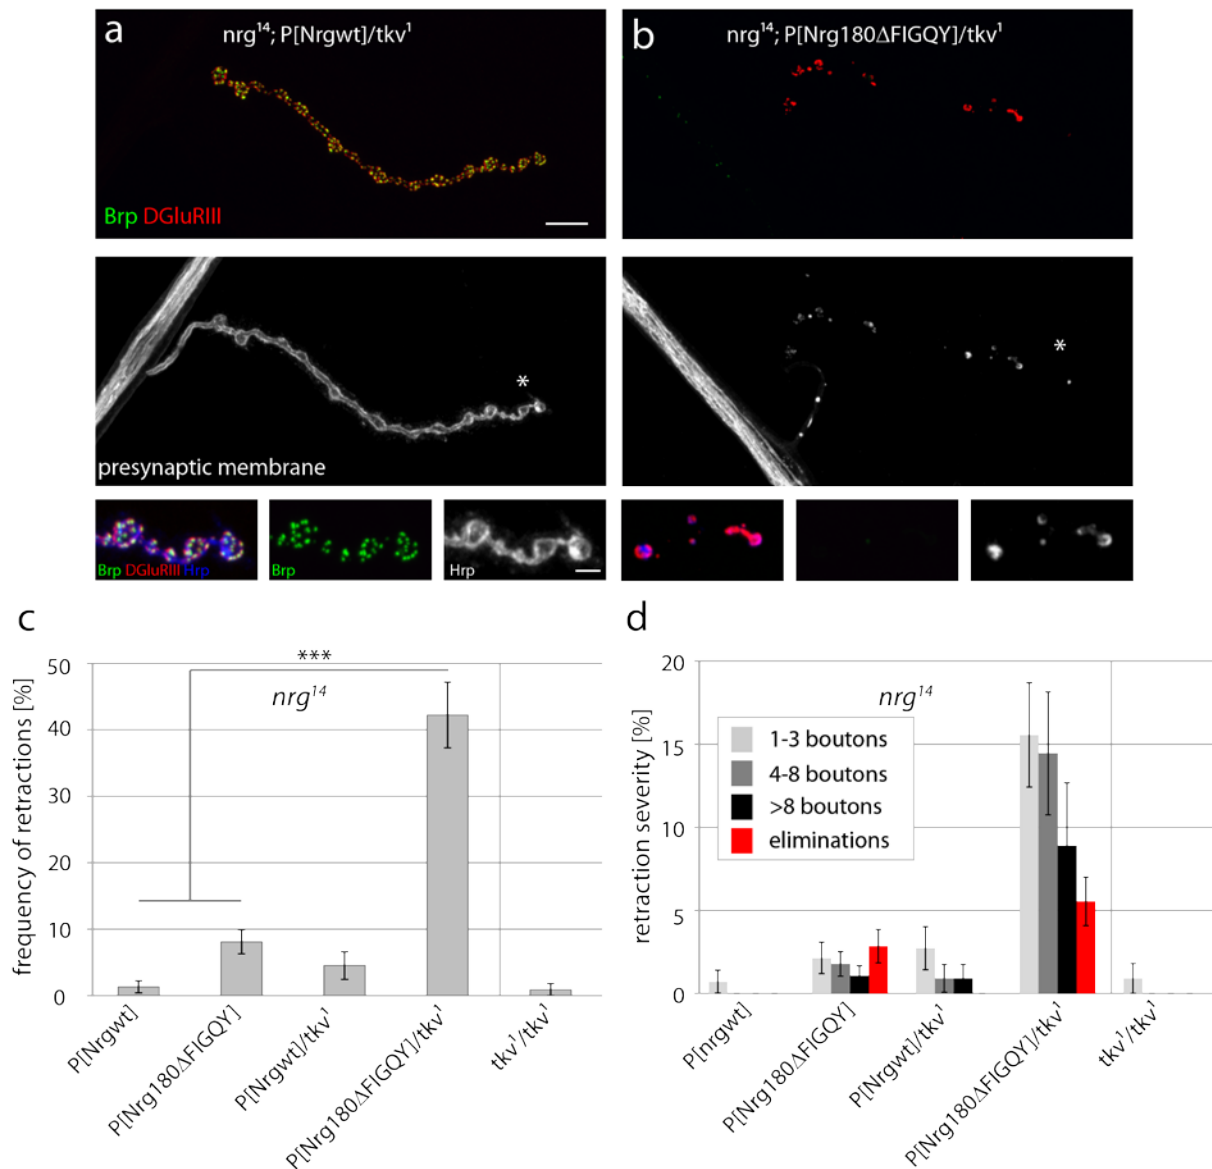 a
nrg¹⁴; P[Nrgwt]/tkv¹
b
nrg¹⁴; P[Nrg180ΔFIGQY]/tkv¹
Brp DGluRIII
*
*
presynaptic membrane
Brp DGluRIII Hrp
Brp
Hrp
c
frequency of retractions [%]
50
40
30
20
10
0
***
nrg¹⁴
P[Nrgwt]
P[Nrg180ΔFIGQY]
P[Nrgwt]/tkv¹
P[Nrg180ΔFIGQY]/tkv¹
tkv¹/tkv¹
d
retraction severity [%]
20
15
10
5
0
nrg¹⁴
1-3 boutons
4-8 boutons
>8 boutons
eliminations
P[nrgwt]
P[Nrg180ΔFIGQY]
P[Nrgwt]/tkv¹
P[Nrg180ΔFIGQY]/tkv¹
tkv¹/tkv¹